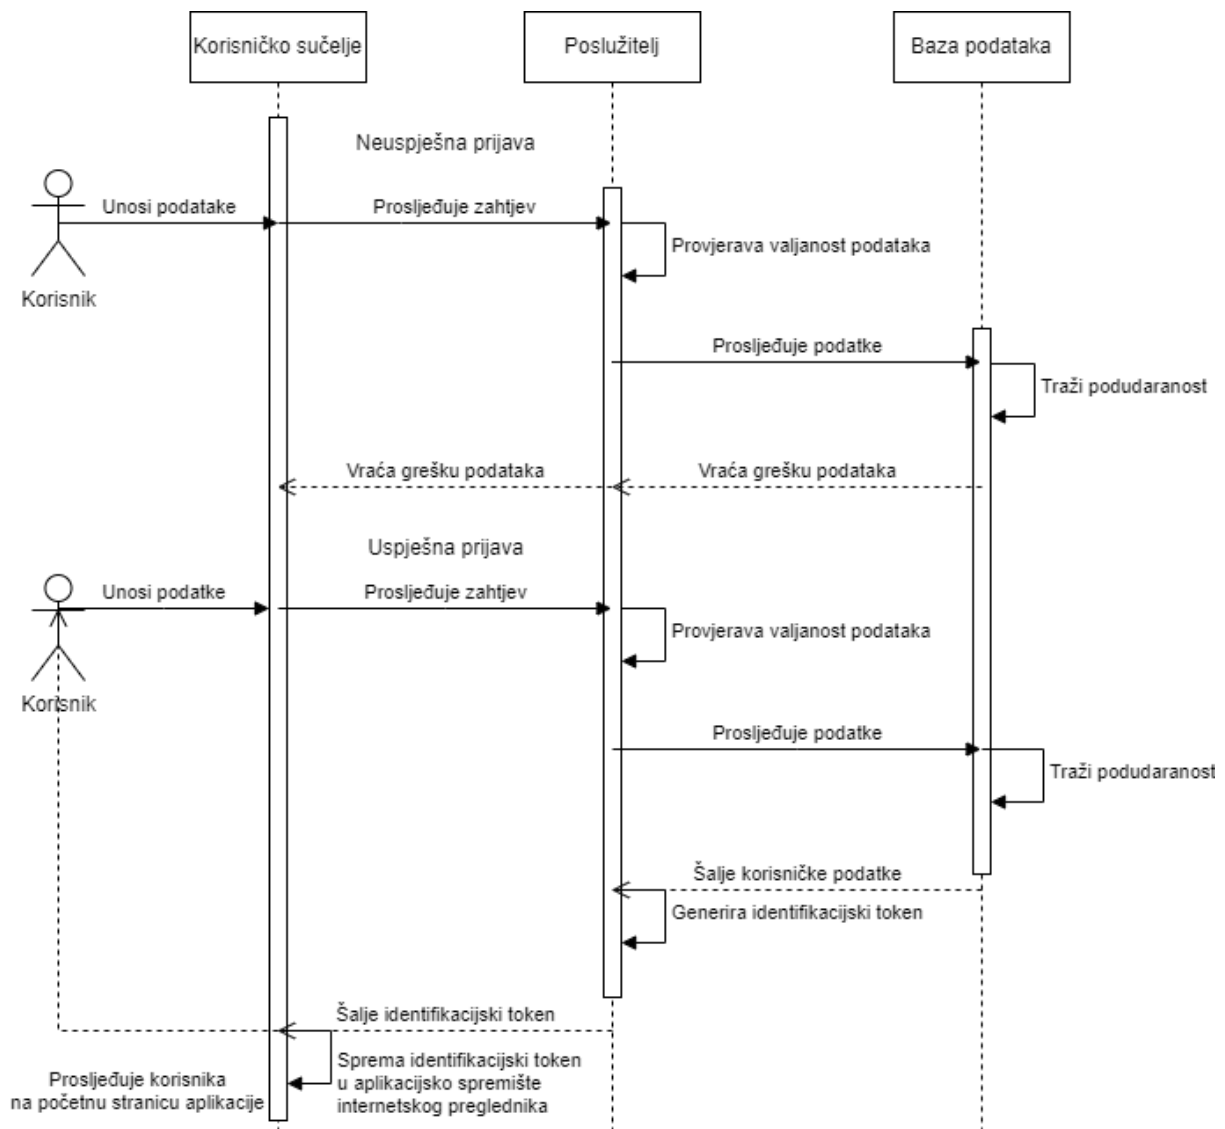 Korisničko sučelje
Poslužitelj
Baza podataka
Neuspješna prijava
Unosi podatake
Prosljeđuje zahtjev
Provjerava valjanost podataka
Korisnik
Prosljeđuje podatke
Traži podudaranost
Vraća grešku podataka
Vraća grešku podataka
Uspješna prijava
Unosi podatke
Prosljeđuje zahtjev
Provjerava valjanost podataka
Korisnik
Prosljeđuje podatke
Traži podudaranost
Šalje korisničke podatke
Generira identifikacijski token
Šalje identifikacijski token
Sprema identifikacijski token
u aplikacijsko spremište
internetskog preglednika
Prosljeđuje korisnika
na početnu stranicu aplikacije